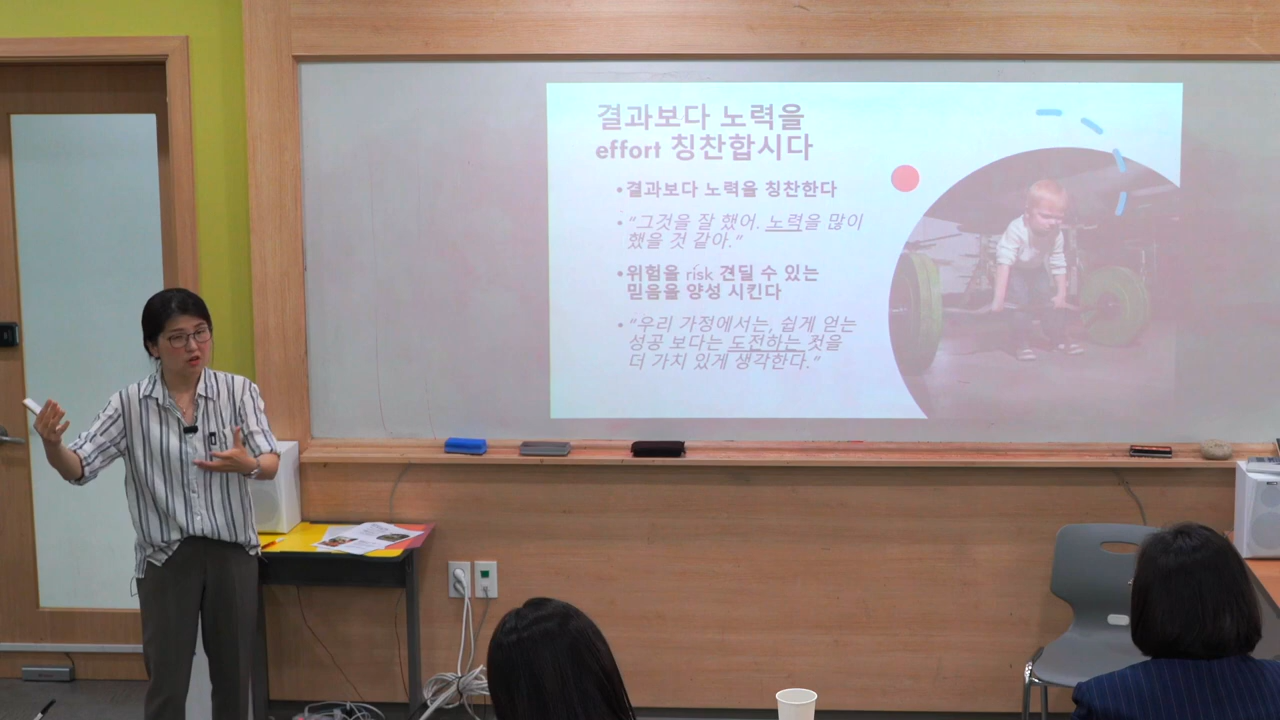 결과보다 노력을
effort 칭찬합시다
•결과보다 노력을 칭찬한다
•“그것을 잘 했어. 노력을 많이
했을 것 같아.”
•위험을 risk 견딜 수 있는
믿음을 양성 시킨다
•“우리 가정에서는, 쉽게 얻는
성공 보다는 도전하는 것을
더 가치 있게 생각한다.”